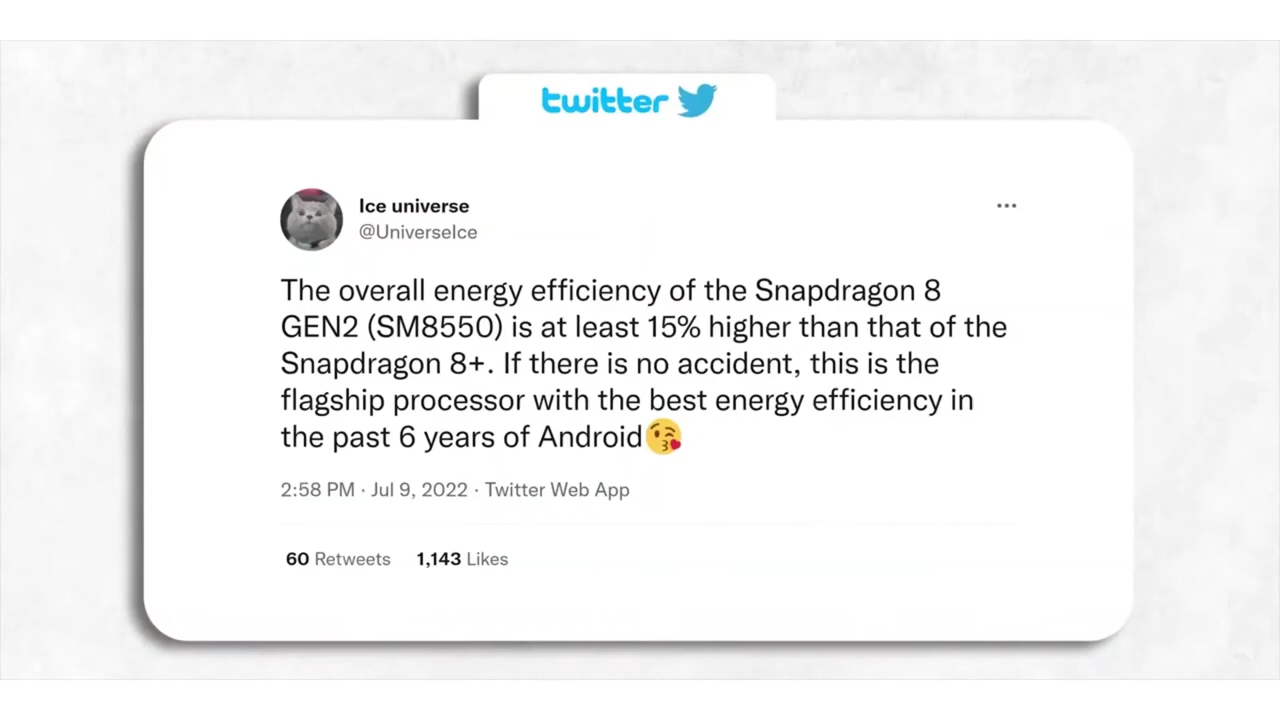 twitter
Ice universe
@UniverseIce
The overall energy efficiency of the Snapdragon 8
GEN2 (SM8550) is at least 15% higher than that of the
Snapdragon 8+. If there is no accident, this is the
flagship processor with the best energy efficiency in
the past 6 years of Android😘
2:58 PM · Jul 9, 2022 · Twitter Web App
60 Retweets 1,143 Likes